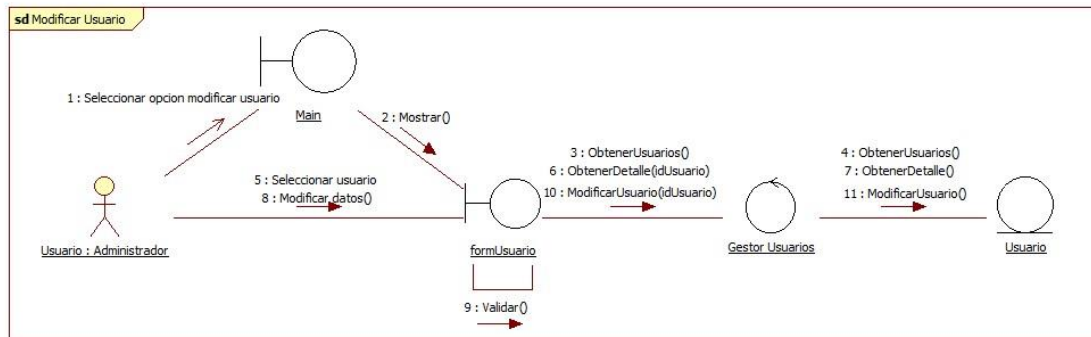 sd Modificar Usuario
1 : Seleccionar opcion modificar usuario
Main
2 : Mostrar()
3 : ObtenerUsuarios()
6 : ObtenerDetalle(idUsuario)
10 : ModificarUsuario(idUsuario)
4 : ObtenerUsuarios()
7 : ObtenerDetalle()
11 : ModificarUsuario()
5 : Seleccionar usuario
8 : Modificar datos()
Usuario : Administrador
formUsuario
Gestor Usuarios
Usuario
9 : Validar()